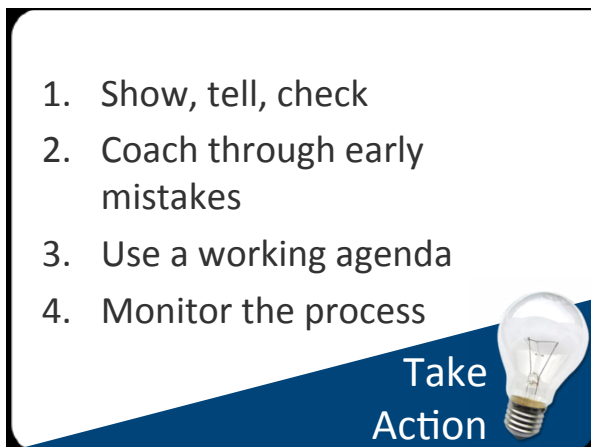 1. Show, tell, check
2. Coach through early
mistakes
3. Use a working agenda
4. Monitor the process
Take
Action